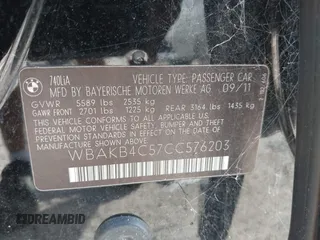 740LiA
VEHICLE TYPE: PASSENGER CAR
MFD BY BAYERISCHE MOTOREN WERKE AG 09/11
GVWR 5589 lbs 2535 kg
GAWR FRONT 2701 lbs 1225 kg REAR 3164 lbs 1435 kg
THIS VEHICLE CONFORMS TO ALL APPLICABLE
FEDERAL MOTOR VEHICLE SAFETY, BUMPER, AND
THEFT PREVENTION STANDARDS IN EFFECT ON THE
DATE OF MANUFACTURE SHOWN ABOVE.
WBAKB4C57CC576203
©DREAMBID